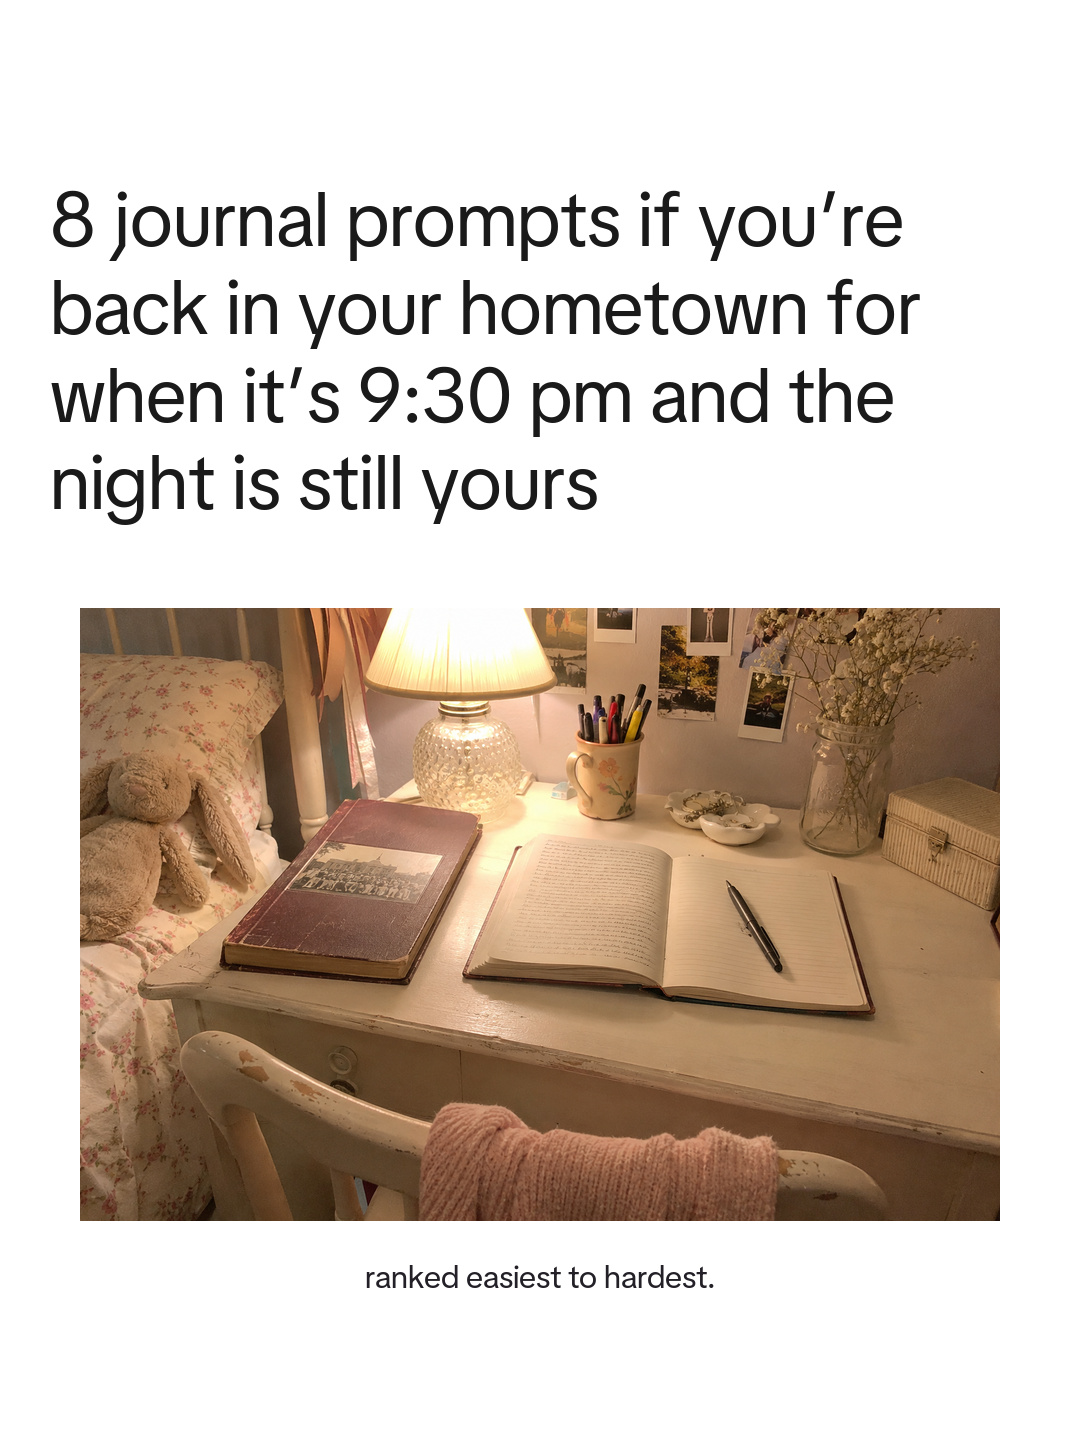 8 journal prompts if you’re
back in your hometown for
when it’s 9:30 pm and the
night is still yours
ranked easiest to hardest.